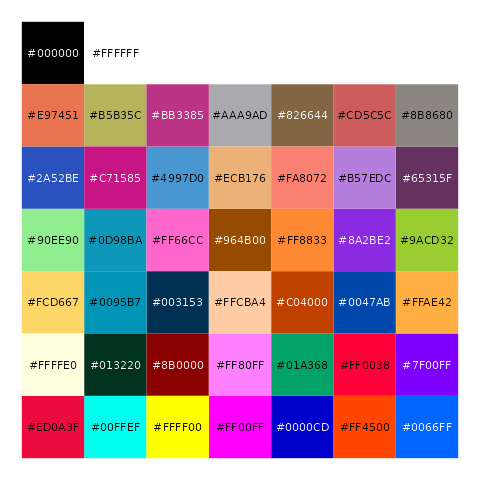 #000000 #FFFFFF
#E97451 #B5B35C #BB3385 #AAA9AD #826644 #CD5C5C #8B8680
#2A52BE #C71585 #4997D0 #ECB176 #FA8072 #B57EDC #65315F
#90EE90 #0D98BA #FF66CC #964B00 #FF8833 #8A2BE2 #9ACD32
#FCD667 #0095B7 #003153 #FFCBA4 #C04000 #0047AB #FFAE42
#FFFFE0 #013220 #8B0000 #FF80FF #01A368 #FF0038 #7F00FF
#ED0A3F #00FFEF #FFFF00 #FF00FF #0000CD #FF4500 #0066FF